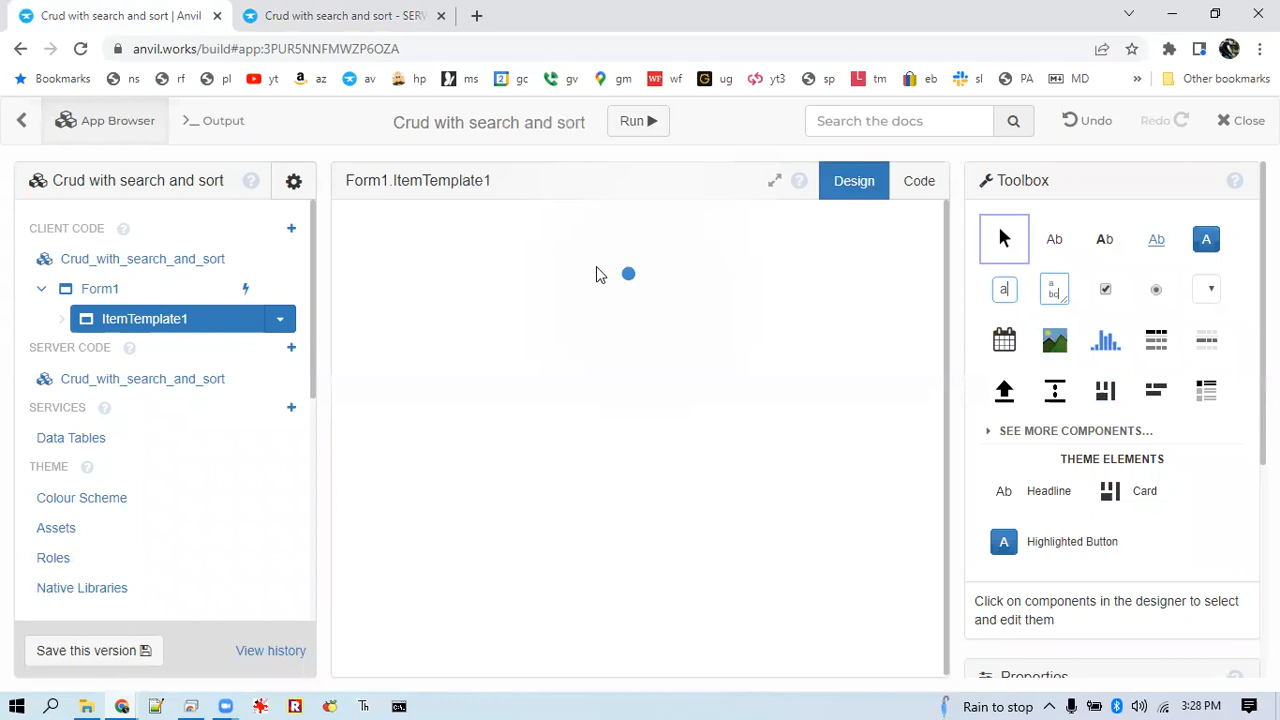 Crud with search and sort | Anvil
Crud with search and sort - SERV
anvil.works/build#app:3PUR5NNFMWZP6OZA
Bookmarks ns rf pl yt az av hp ms gc gv gm wf ug yt3 sp tm eb sl PA MD » Other bookmarks
App Browser
>_ Output
Crud with search and sort
Run
Search the docs
Undo
Redo
Close
Crud with search and sort
CLIENT CODE
Crud_with_search_and_sort
Form1
ItemTemplate1
SERVER CODE
Crud_with_search_and_sort
SERVICES
Data Tables
THEME
Colour Scheme
Assets
Roles
Native Libraries
Save this version
View history
Form1.ItemTemplate1
Design
Code
Toolbox
Ab Ab Ab A
a
a
bc
SEE MORE COMPONENTS...
THEME ELEMENTS
Ab Headline
Card
A Highlighted Button
Click on components in the designer to select
and edit them
Properties
Th
Rain to stop
3:28 PM